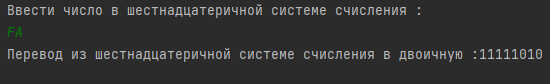 Ввести число в шестнадцатеричной системе счисления :
FA
Перевод из шестнадцатеричной системе счисления в двоичную :11111010